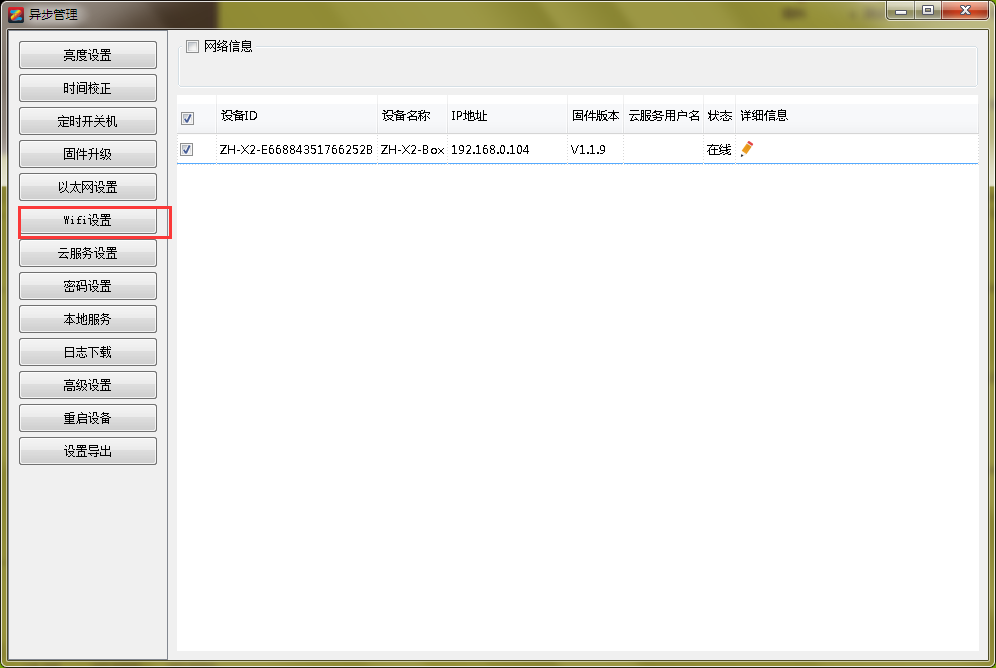 异步管理
亮度设置
时间校正
定时开关机
固件升级
以太网设置
Wifi设置
云服务设置
密码设置
本地服务
日志下载
高级设置
重启设备
设置导出
网络信息
设备ID 设备名称 IP地址 固件版本 云服务用户名 状态 详细信息
ZH-X2-E66884351766252B ZH-X2-Box 192.168.0.104 V1.1.9 在线